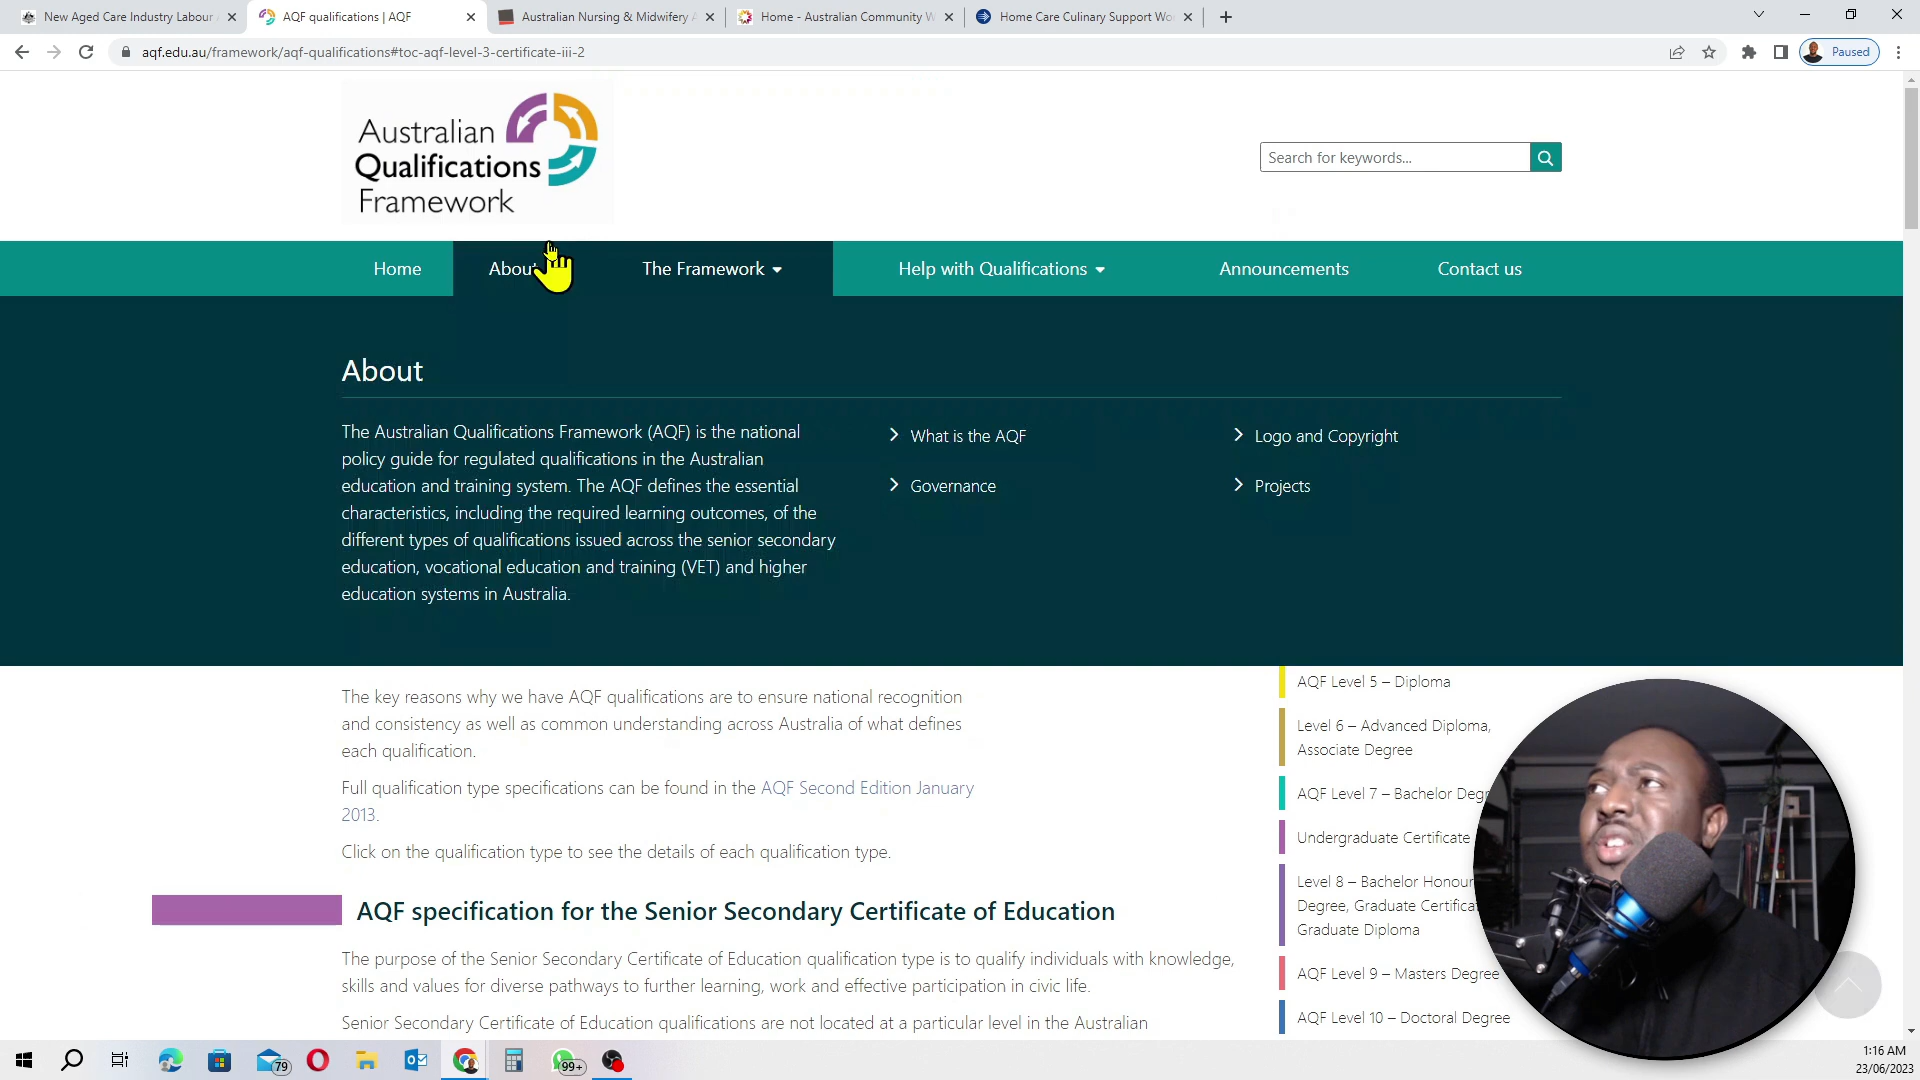 New Aged Care Industry Labour
AQF qualifications | AQF
Australian Nursing & Midwifery
Home - Australian Community W
Home Care Culinary Support Wo
aqf.edu.au/framework/aqf-qualifications#toc-aqf-level-3-certificate-iii-2
Paused
Australian
Qualifications
Framework
Search for keywords...
Home
About
The Framework
Help with Qualifications
Announcements
Contact us
About
The Australian Qualifications Framework (AQF) is the national
policy guide for regulated qualifications in the Australian
education and training system. The AQF defines the essential
characteristics, including the required learning outcomes, of the
different types of qualifications issued across the senior secondary
education, vocational education and training (VET) and higher
education systems in Australia.
What is the AQF
Governance
Logo and Copyright
Projects
The key reasons why we have AQF qualifications are to ensure national recognition
and consistency as well as common understanding across Australia of what defines
each qualification.
Full qualification type specifications can be found in the AQF Second Edition January
2013.
Click on the qualification type to see the details of each qualification type.
AQF specification for the Senior Secondary Certificate of Education
The purpose of the Senior Secondary Certificate of Education qualification type is to qualify individuals with knowledge,
skills and values for diverse pathways to further learning, work and effective participation in civic life.
Senior Secondary Certificate of Education qualifications are not located at a particular level in the Australian
AQF Level 5 – Diploma
Level 6 – Advanced Diploma,
Associate Degree
AQF Level 7 – Bachelor Degr
Undergraduate Certificate
Level 8 – Bachelor Honour
Degree, Graduate Certifica
Graduate Diploma
AQF Level 9 – Masters Degree
AQF Level 10 – Doctoral Degree
79
99+
1:16 AM
23/06/2023